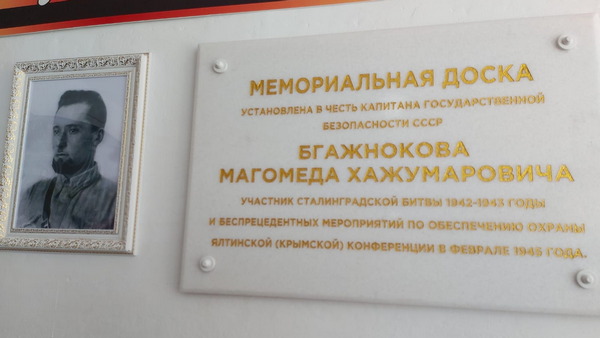 МЕМОРИАЛЬНАЯ ДОСКА
УСТАНОВЛЕНА В ЧЕСТЬ КАПИТАНА ГОСУДАРСТВЕННОЙ
БЕЗОПАСНОСТИ СССР
БГАЖНОКОВА
МАГОМЕДА ХАЖУМАРОВИЧА
УЧАСТНИК СТАЛИНГРАДСКОЙ БИТВЫ 1942-1943 ГОДЫ
И БЕСПРЕЦЕДЕНТНЫХ МЕРОПРИЯТИЙ ПО ОБЕСПЕЧЕНИЮ ОХРАНЫ
ЯЛТИНСКОЙ (КРЫМСКОЙ) КОНФЕРЕНЦИИ В ФЕВРАЛЕ 1945 ГОДА.